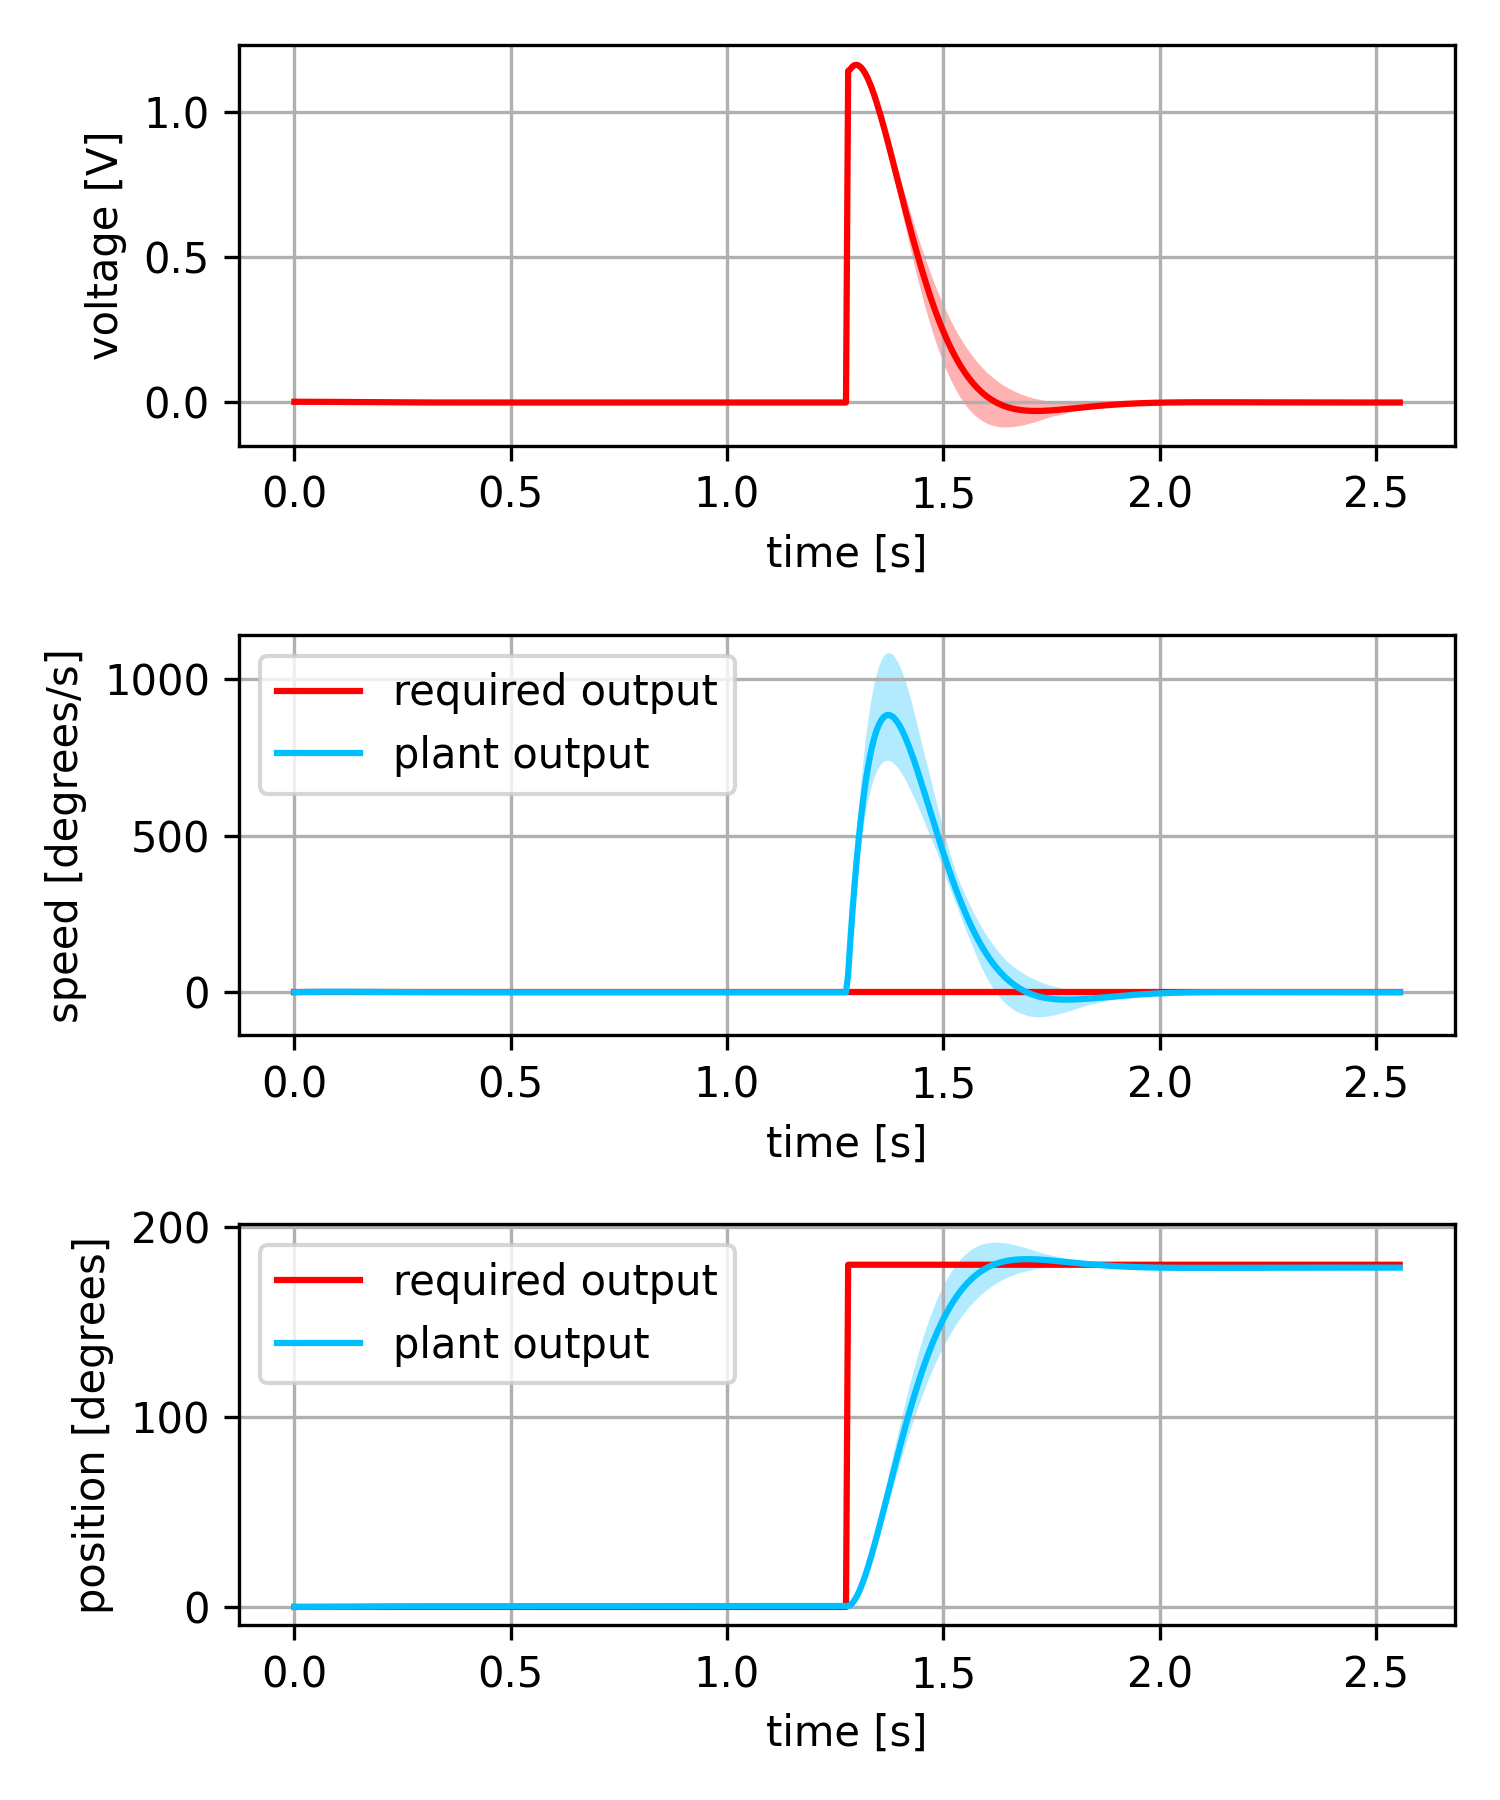 voltage [V]
1.0
0.5
0.0
0.0 0.5 1.0 1.5 2.0 2.5
time [s]
speed [degrees/s]
1000
500
0
required output
plant output
0.0 0.5 1.0 1.5 2.0 2.5
time [s]
position [degrees]
200
100
0
required output
plant output
0.0 0.5 1.0 1.5 2.0 2.5
time [s]